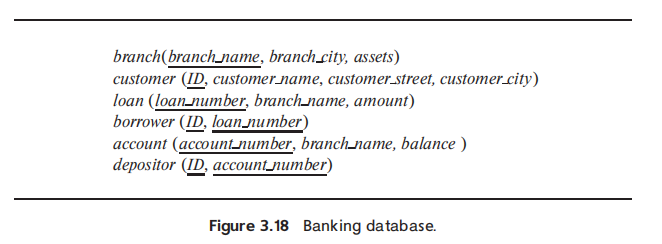 branch(branch_name, branch_city, assets)
customer (ID, customer_name, customer_street, customer_city)
loan (loan_number, branch_name, amount)
borrower (ID, loan_number)
account (account_number, branch_name, balance )
depositor (ID, account_number)
Figure 3.18 Banking database.